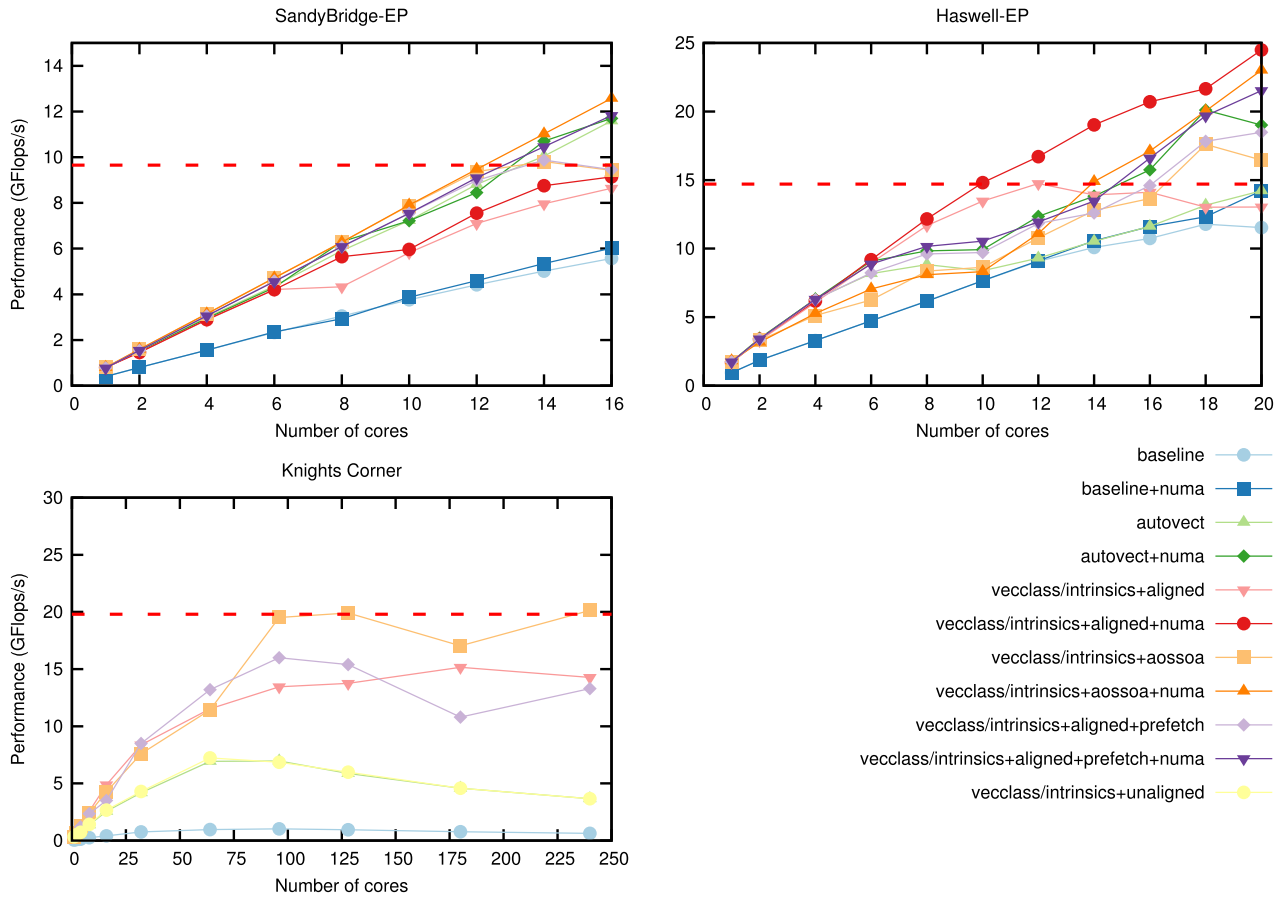 SandyBridge-EP
Performance (GFlops/s)
14
12
10
8
6
4
2
0
0 2 4 6 8 10 12 14 16
Number of cores
Haswell-EP
25
20
15
10
5
0
0 2 4 6 8 10 12 14 16 18 20
Number of cores
Knights Corner
Performance (GFlops/s)
30
25
20
15
10
5
0
0 25 50 75 100 125 150 175 200 225 250
Number of cores
baseline
baseline+numa
autovect
autovect+numa
vecclass/intrinsics+aligned
vecclass/intrinsics+aligned+numa
vecclass/intrinsics+aossoa
vecclass/intrinsics+aossoa+numa
vecclass/intrinsics+aligned+prefetch
vecclass/intrinsics+aligned+prefetch+numa
vecclass/intrinsics+unaligned